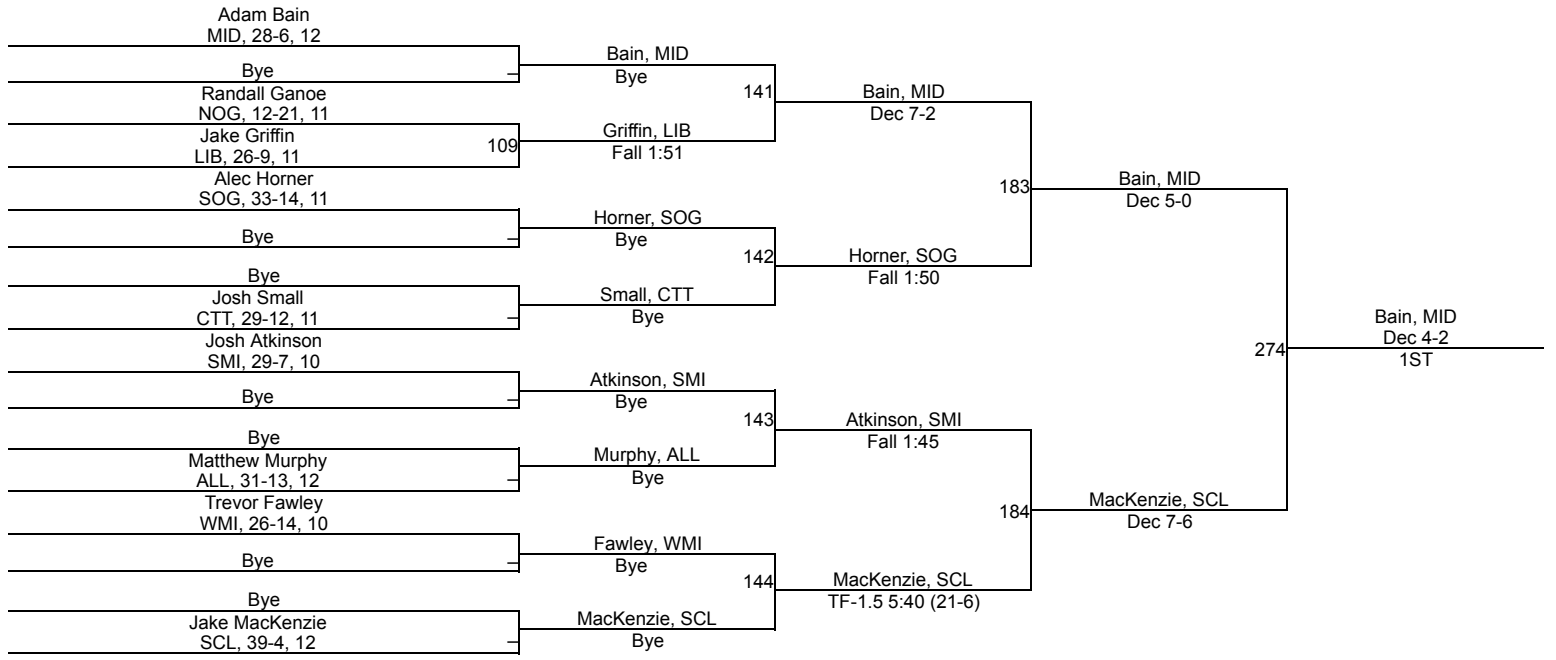 Adam Bain
MID, 28-6, 12
Bye
–
Randall Ganoe
NOG, 12-21, 11
Jake Griffin
LIB, 26-9, 11
109
Alec Horner
SOG, 33-14, 11
Bye
–
Bye
Josh Small
CTT, 29-12, 11
–
Josh Atkinson
SMI, 29-7, 10
Bye
–
Bye
Matthew Murphy
ALL, 31-13, 12
–
Trevor Fawley
WMI, 26-14, 10
Bye
–
Bye
Jake MacKenzie
SCL, 39-4, 12
–
Bain, MID
Bye
141
Griffin, LIB
Fall 1:51
Horner, SOG
Bye
142
Small, CTT
Bye
Atkinson, SMI
Bye
143
Murphy, ALL
Bye
Fawley, WMI
Bye
144
MacKenzie, SCL
Bye
Bain, MID
Dec 7-2
183
Horner, SOG
Fall 1:50
Atkinson, SMI
Fall 1:45
184
MacKenzie, SCL
TF-1.5 5:40 (21-6)
Bain, MID
Dec 5-0
274
MacKenzie, SCL
Dec 7-6
Bain, MID
Dec 4-2
1ST